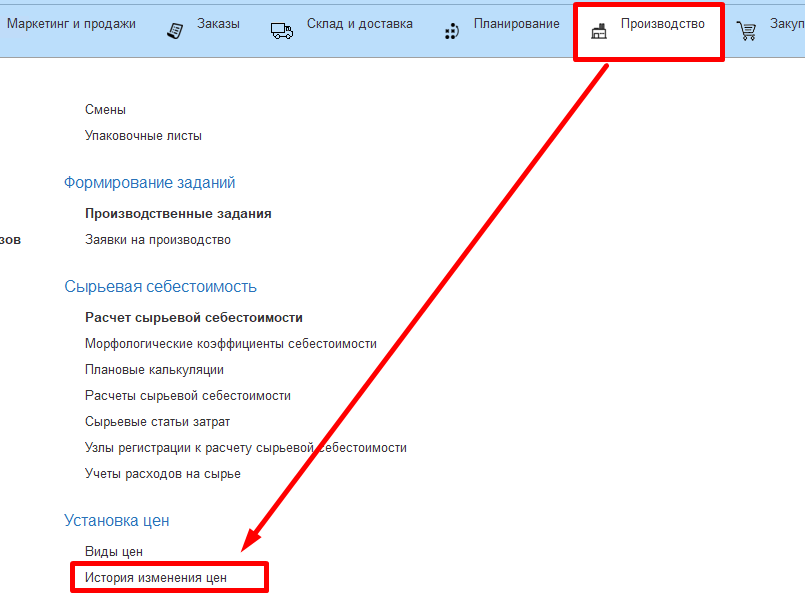 Маркетинг и продажи
Заказы
Склад и доставка
Планирование
Производство
Закуп
Смены
Упаковочные листы
Формирование заданий
Производственные задания
зов
Заявки на производство
Сырьевая себестоимость
Расчет сырьевой себестоимости
Морфологические коэффициенты себестоимости
Плановые калькуляции
Расчеты сырьевой себестоимости
Сырьевые статьи затрат
Узлы регистрации к расчету сырьевой себестоимости
Учеты расходов на сырье
Установка цен
Виды цен
История изменения цен